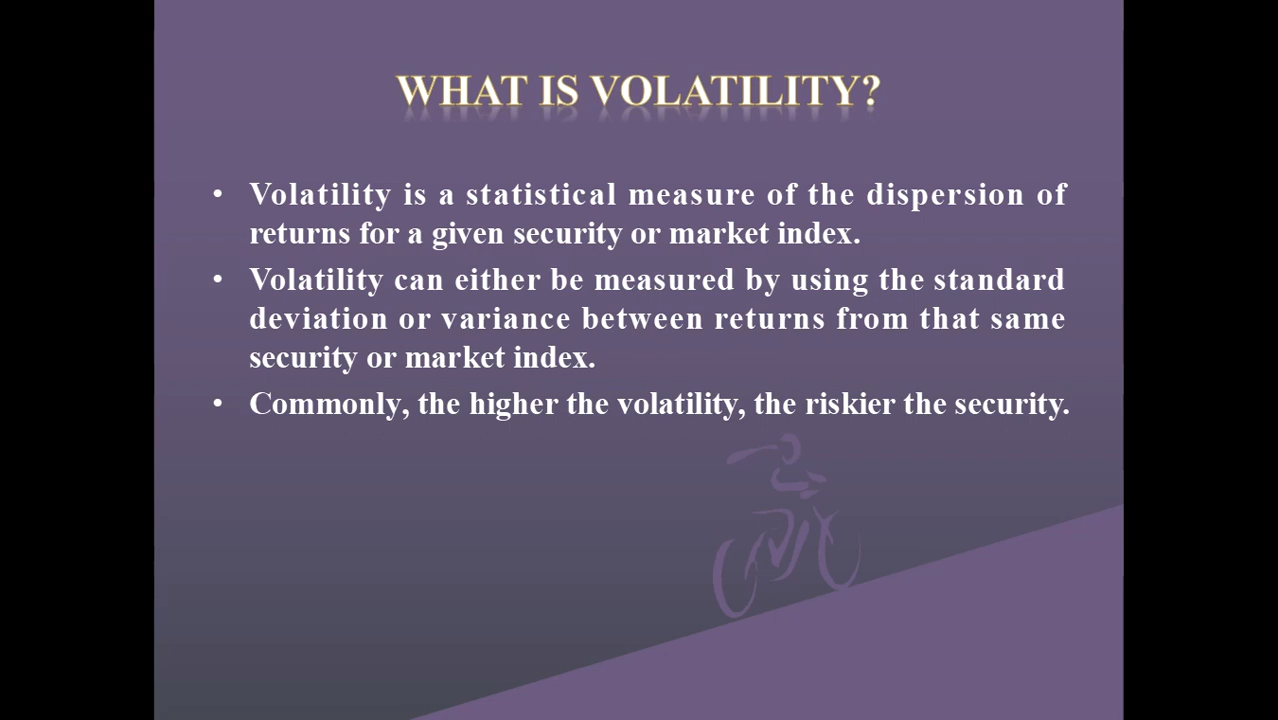 WHAT IS VOLATILITY?
• Volatility is a statistical measure of the dispersion of
returns for a given security or market index.
• Volatility can either be measured by using the standard
deviation or variance between returns from that same
security or market index.
• Commonly, the higher the volatility, the riskier the security.